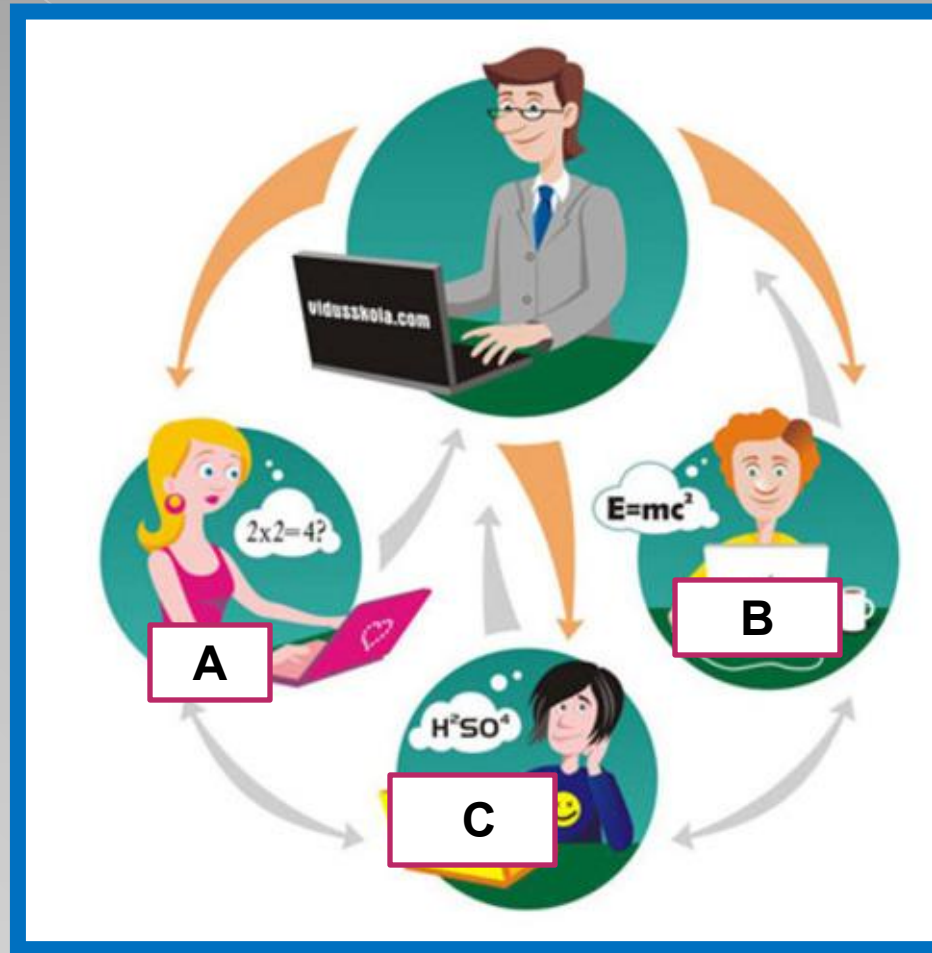 vidusskola.com
2x2=4?
E=mc²
A
B
H²SO⁴
C